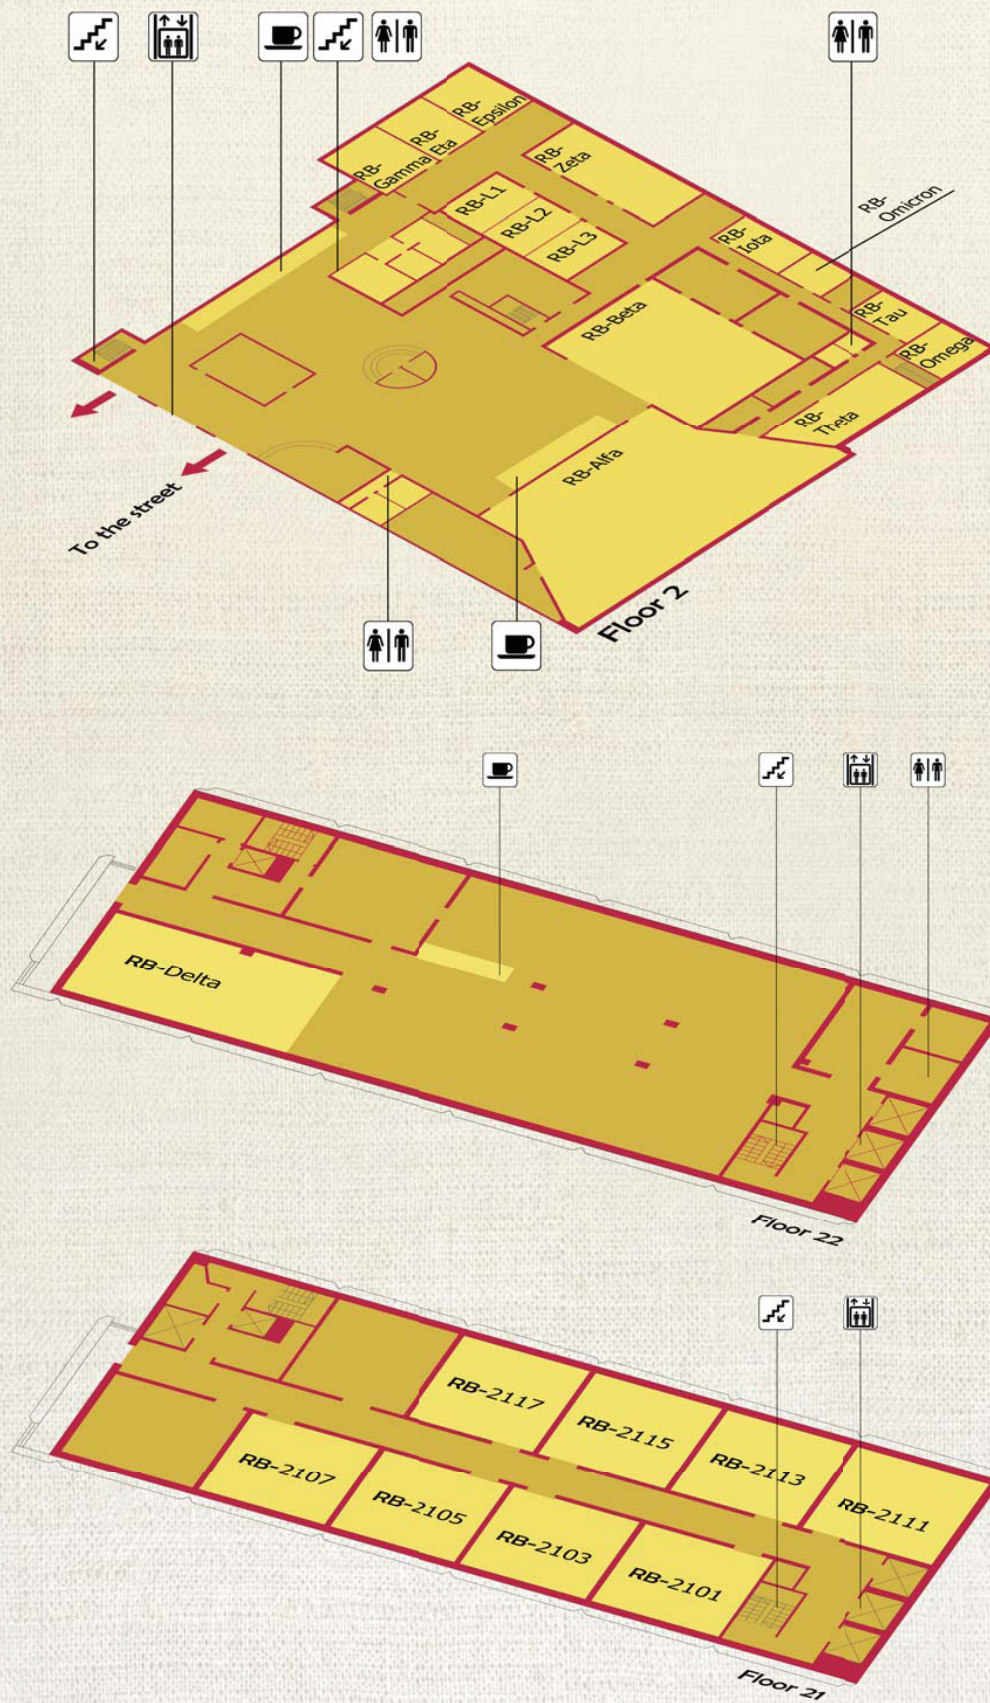 RB-
Epsilon
RB-
Eta
RB-
Gamma
RB-
Zeta
RB-L1
RB-L2
RB-L3
RB-
Omicron
RB-
Iota
RB-
Tau
RB-
Omega
RB-Beta
RB-
Theta
RB-Alfa
To the street
Floor 2
RB-Delta
Floor 22
RB-2117
RB-2115
RB-2113
RB-2111
RB-2107
RB-2105
RB-2103
RB-2101
Floor 21